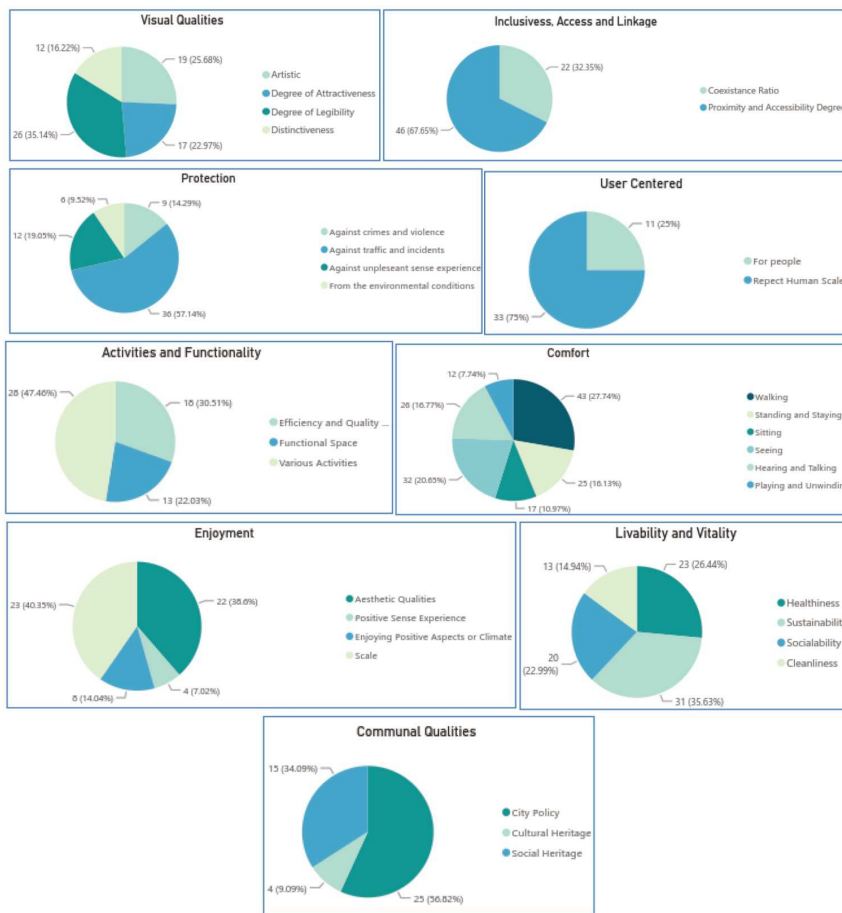 Visual Qualities
12 (16.22%)
19 (25.68%)
26 (35.14%)
17 (22.97%)
Artistic
Degree of Attractiveness
Degree of Legibility
Distinctiveness
Inclusivess, Access and Linkage
22 (32.35%)
46 (67.65%)
Coexistance Ratio
Proximity and Accessibility Degree
Protection
6 (9.52%)
9 (14.29%)
12 (19.05%)
36 (57.14%)
Against crimes and violence
Against traffic and incidents
Against unpleseant sense experience
From the environmental conditions
User Centered
11 (25%)
33 (75%)
For people
Repect Human Scale
Activities and Functionality
28 (47.46%)
18 (30.51%)
13 (22.03%)
Efficiency and Quality ...
Functional Space
Various Activities
Comfort
12 (7.74%)
43 (27.74%)
26 (16.77%)
32 (20.65%)
25 (16.13%)
17 (10.97%)
Walking
Standing and Staying
Sitting
Seeing
Hearing and Talking
Playing and Unwindin
Enjoyment
23 (40.35%)
22 (38.6%)
8 (14.04%)
4 (7.02%)
Aesthetic Qualities
Positive Sense Experience
Enjoying Positive Aspects or Climate
Scale
Livability and Vitality
13 (14.94%)
23 (26.44%)
20
(22.99%)
31 (35.63%)
Healthiness
Sustainability
Socialability
Cleanliness
Communal Qualities
15 (34.09%)
4 (9.09%)
25 (56.82%)
City Policy
Cultural Heritage
Social Heritage